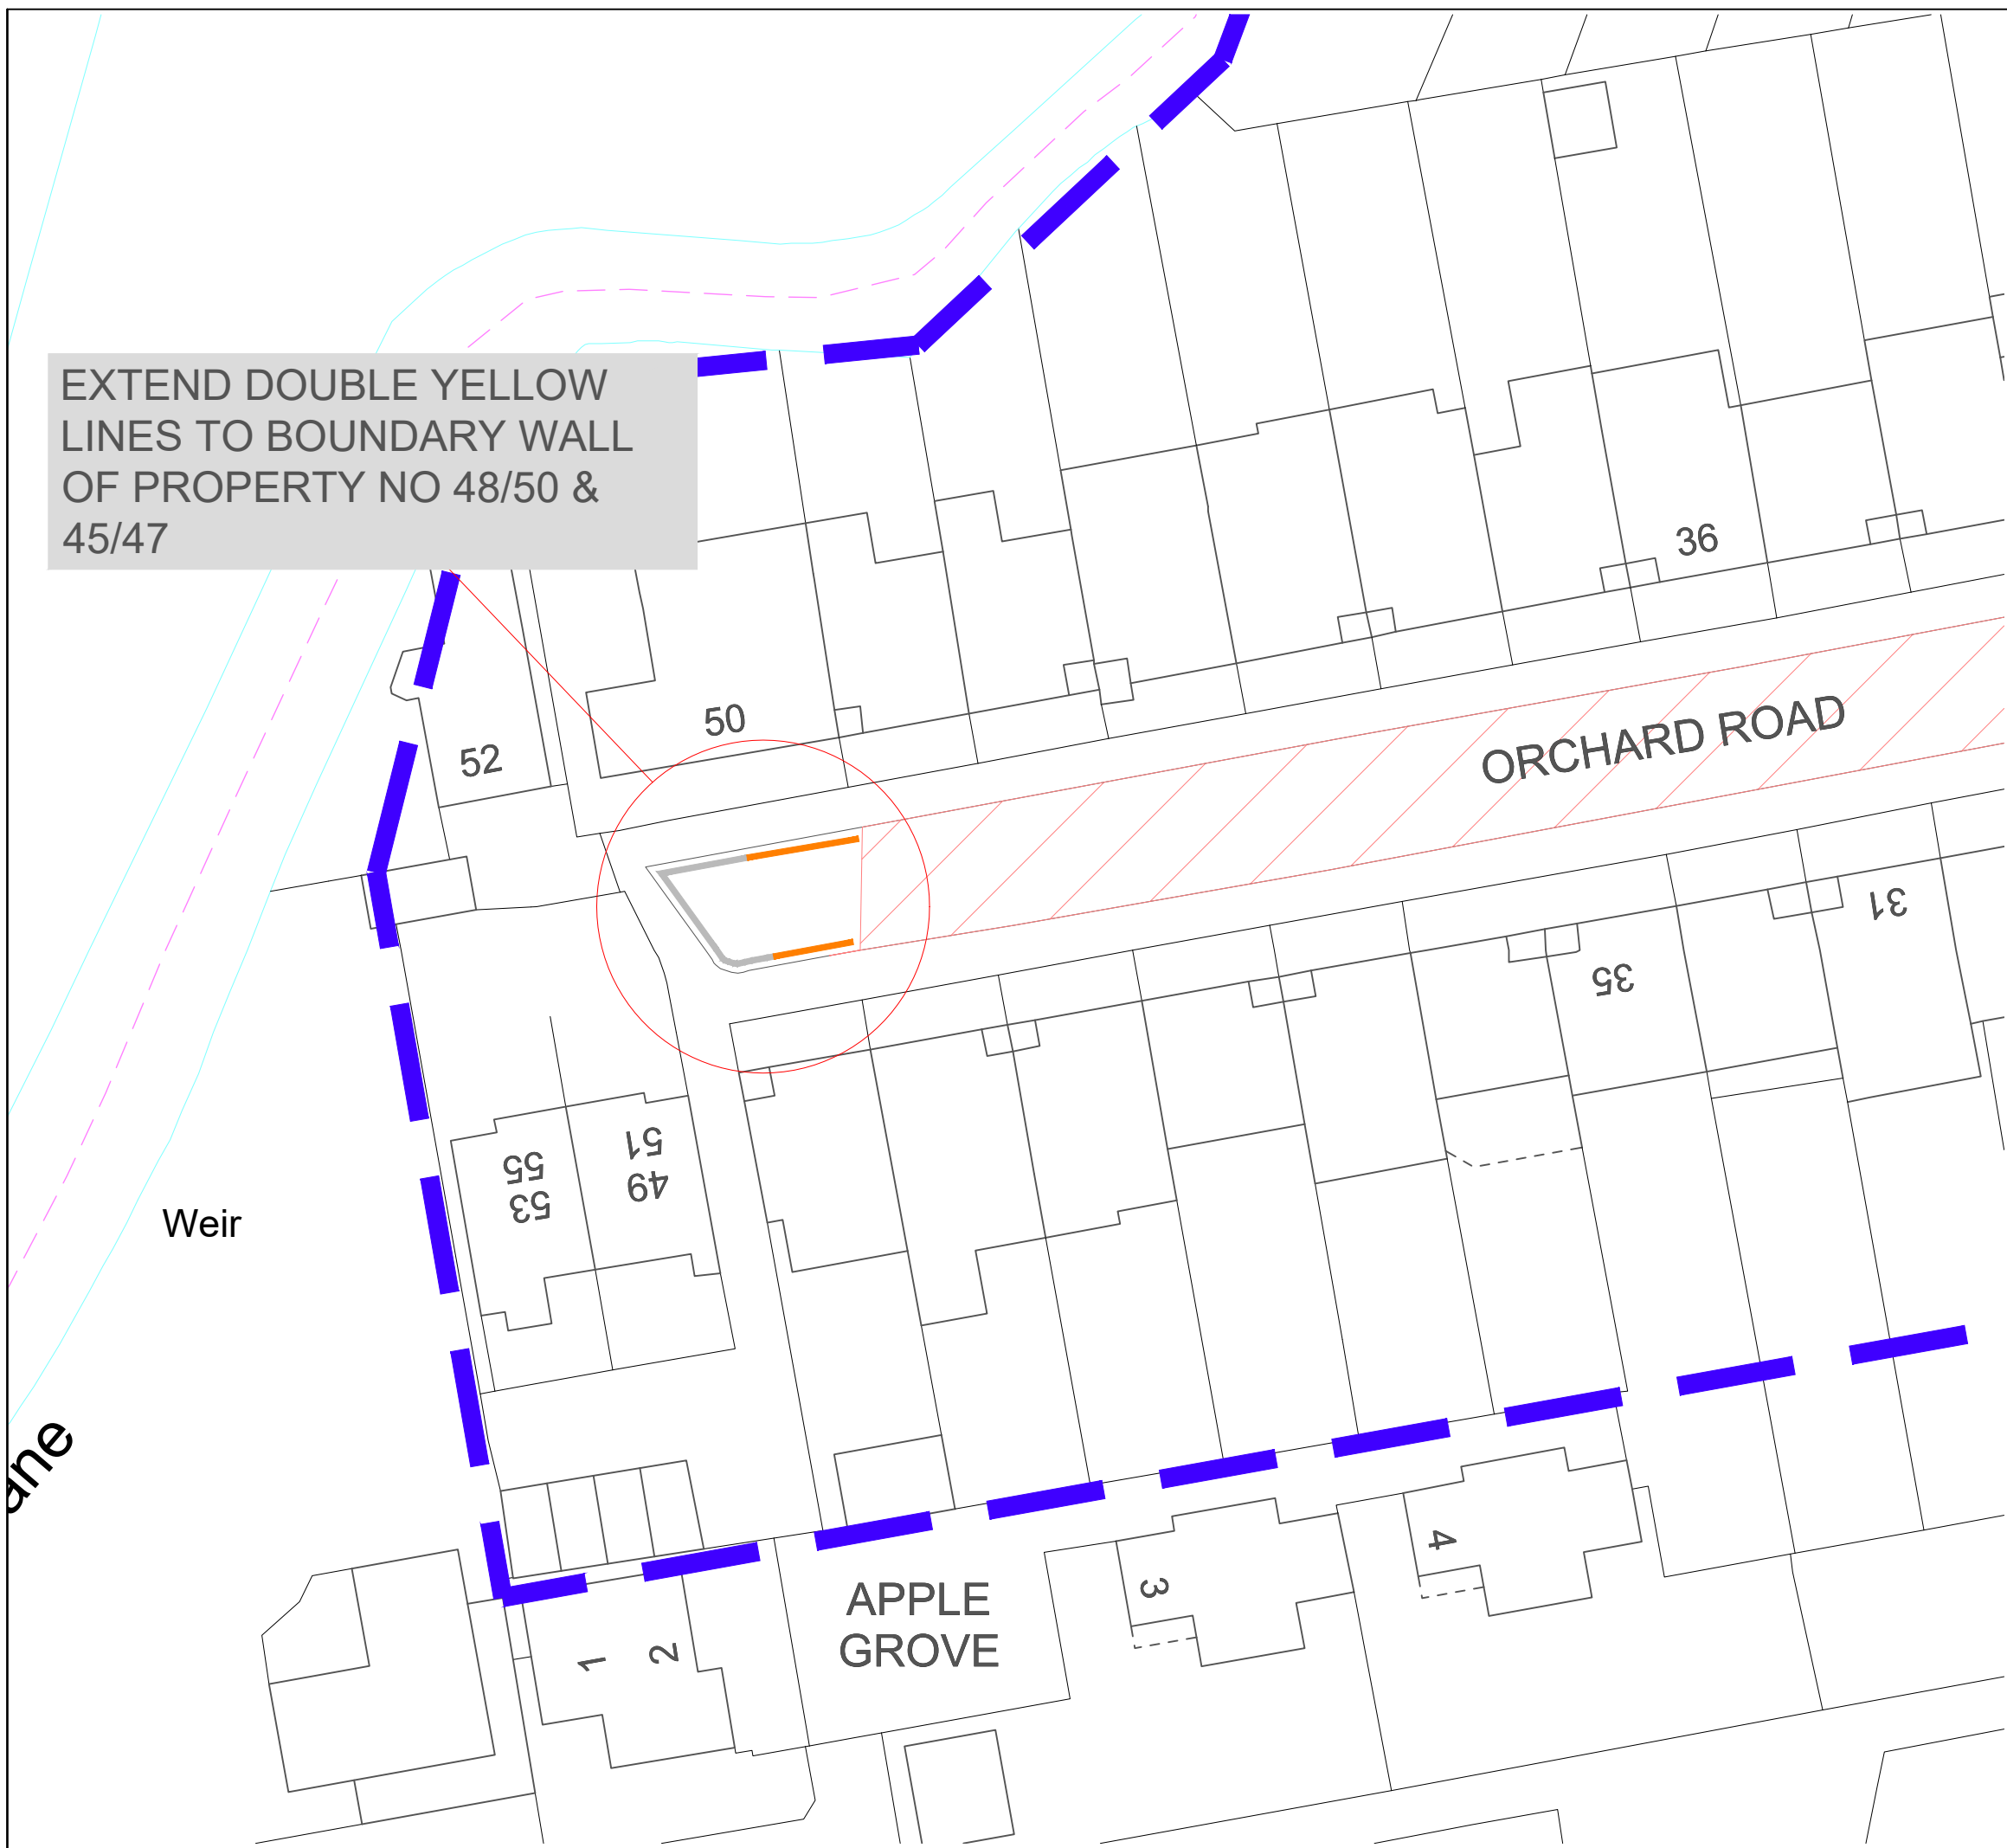 EXTEND DOUBLE YELLOW
LINES TO BOUNDARY WALL
OF PROPERTY NO 48/50 &
45/47
36
50
52
ORCHARD ROAD
31
35
51
49
55
53
Weir
ane
APPLE
GROVE
1
2
3
4